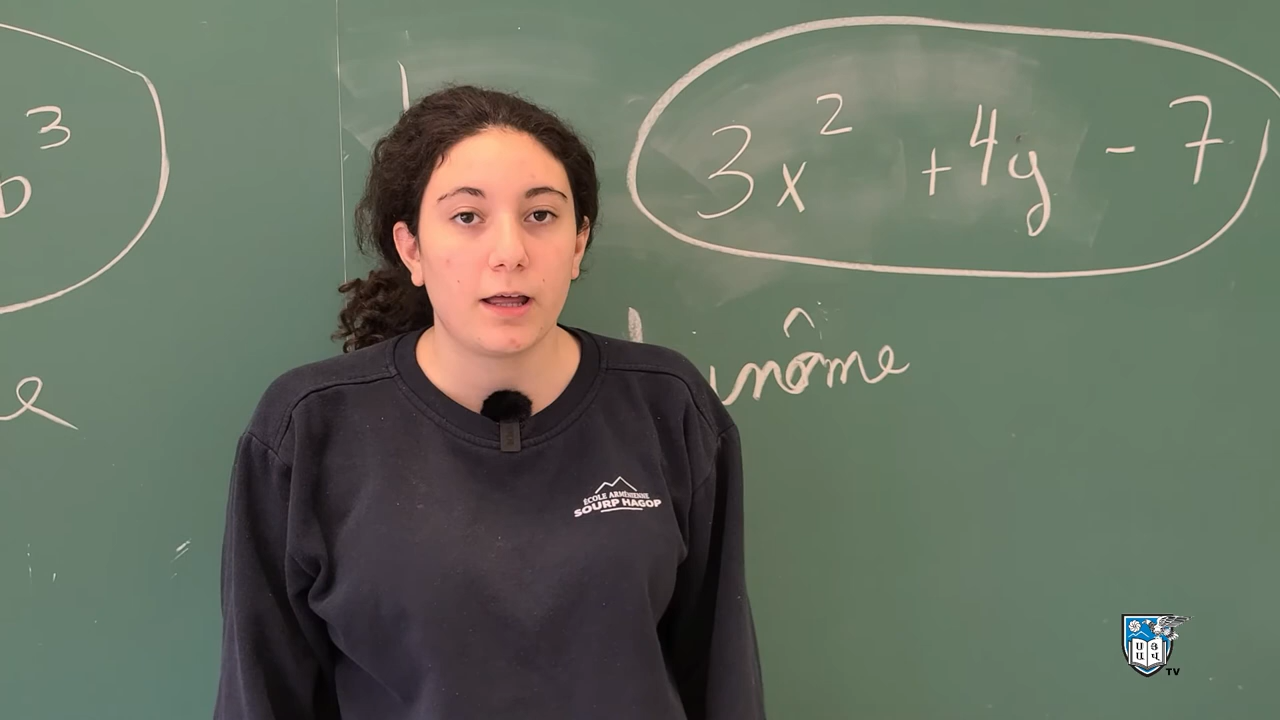 3
b
3x² + 4y - 7
e
nôme
ÉCOLE ARMÉNIENNE
SOURP HAGOP
TV